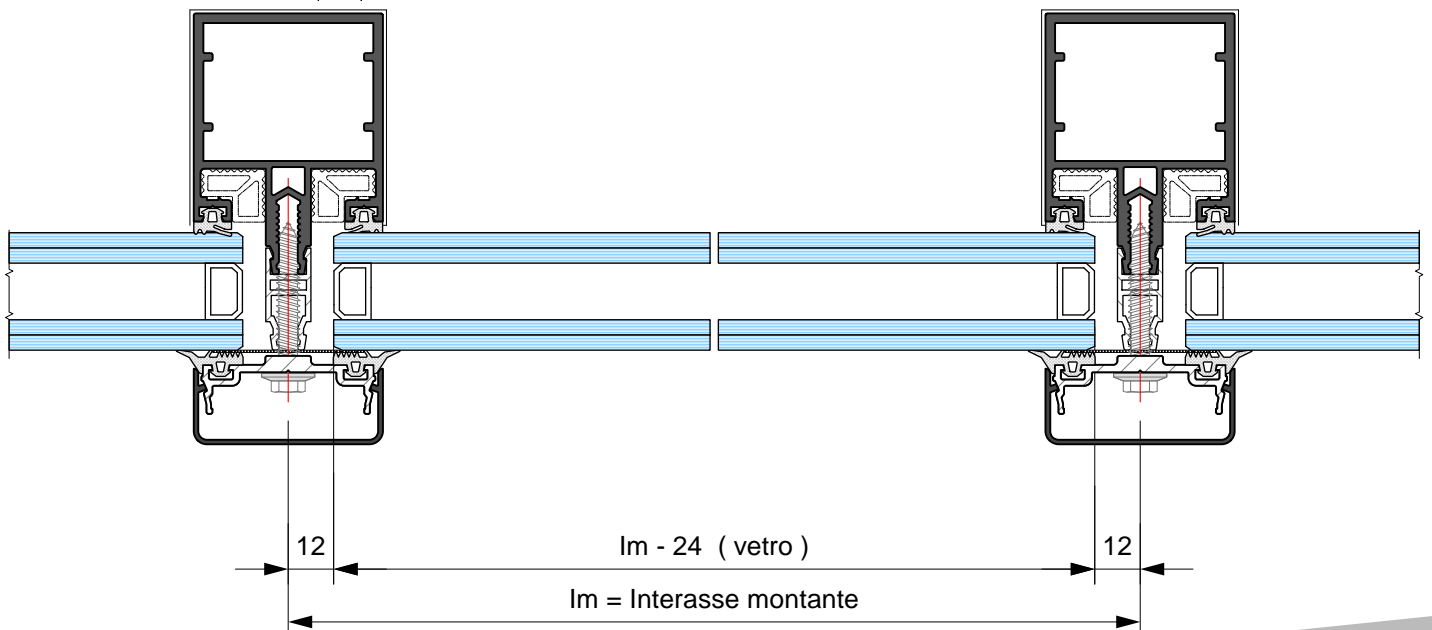 12
Im - 24 ( vetro )
12
Im = Interasse montante